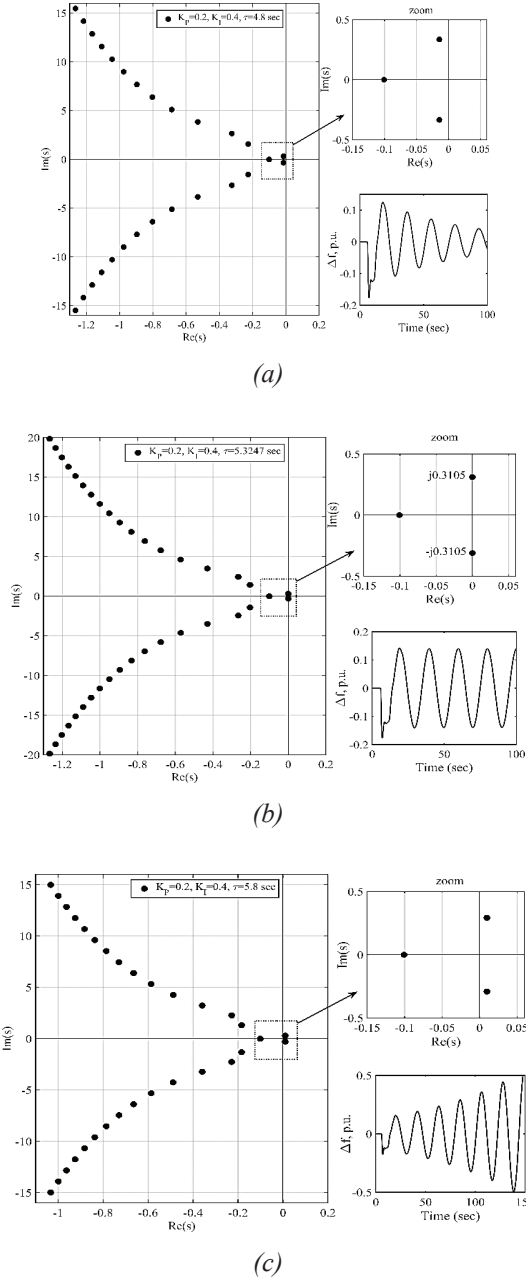 K_P=0.2, K_I=0.4, τ=4.8 sec
15
10
5
0
-5
-10
-15
Im(s)
-1.2 -1 -0.8 -0.6 -0.4 -0.2 0 0.2
Re(s)
zoom
0.5
0
-0.5
Im(s)
-0.15 -0.1 -0.05 0 0.05
Re(s)
0.1
0
-0.1
-0.2
Δf, p.u.
0 50 100
Time (sec)
(a)
K_P=0.2, K_I=0.4, τ=5.3247 sec
20
15
10
5
0
-5
-10
-15
-20
Im(s)
-1.2 -1 -0.8 -0.6 -0.4 -0.2 0 0.2
Re(s)
zoom
0.5
0
-0.5
Im(s)
j0.3105
-j0.3105
-0.15 -0.1 -0.05 0 0.05
Re(s)
0.2
0.1
0
-0.1
-0.2
Δf, p.u.
0 50 100
Time (sec)
(b)
K_P=0.2, K_I=0.4, τ=5.8 sec
15
10
5
0
-5
-10
-15
Im(s)
-1 -0.8 -0.6 -0.4 -0.2 0 0.2
Re(s)
zoom
0.5
0
-0.5
Im(s)
-0.15 -0.1 -0.05 0 0.05
Re(s)
0.5
0
-0.5
Δf, p.u.
0 50 100 15
Time (sec)
(c)